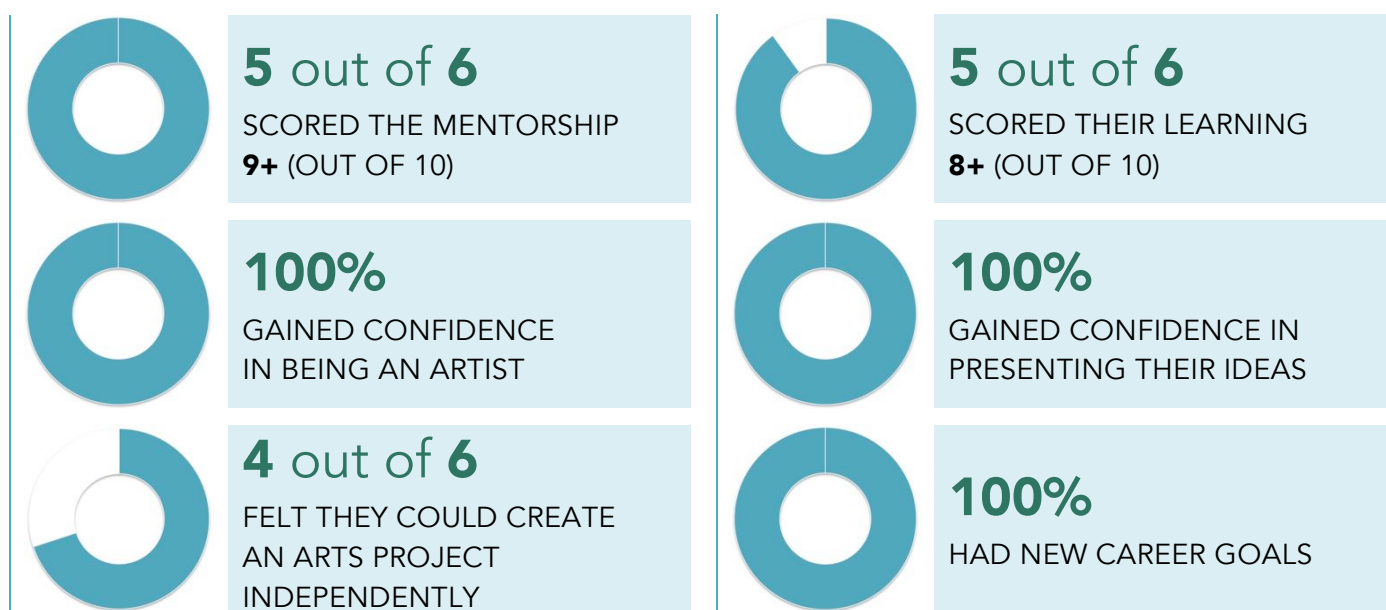 5 out of 6
SCORED THE MENTORSHIP
9+ (OUT OF 10)
100%
GAINED CONFIDENCE
IN BEING AN ARTIST
4 out of 6
FELT THEY COULD CREATE
AN ARTS PROJECT
INDEPENDENTLY
5 out of 6
SCORED THEIR LEARNING
8+ (OUT OF 10)
100%
GAINED CONFIDENCE IN
PRESENTING THEIR IDEAS
100%
HAD NEW CAREER GOALS